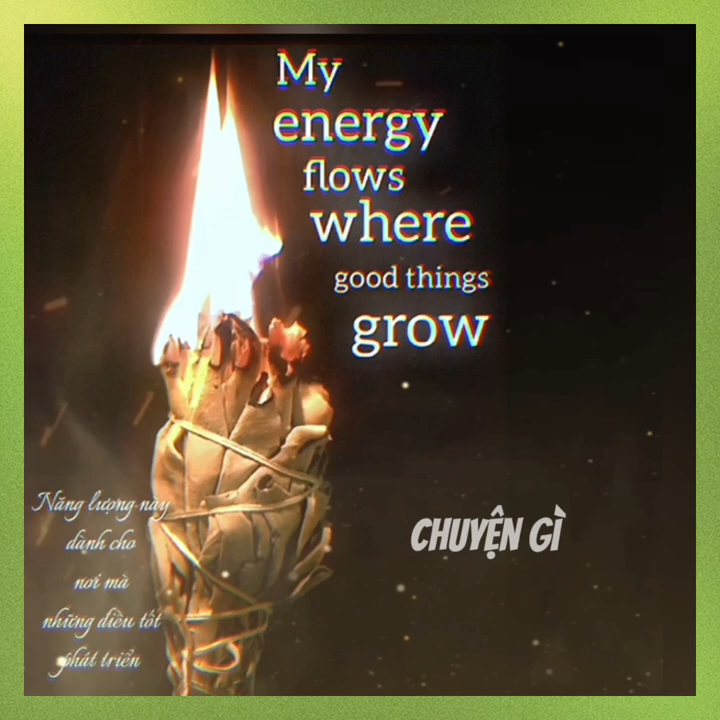 My
energy
flows
where
good things
grow
Năng lượng này
dành cho
nơi mà
những điều tốt
phát triển
CHUYỆN GÌ